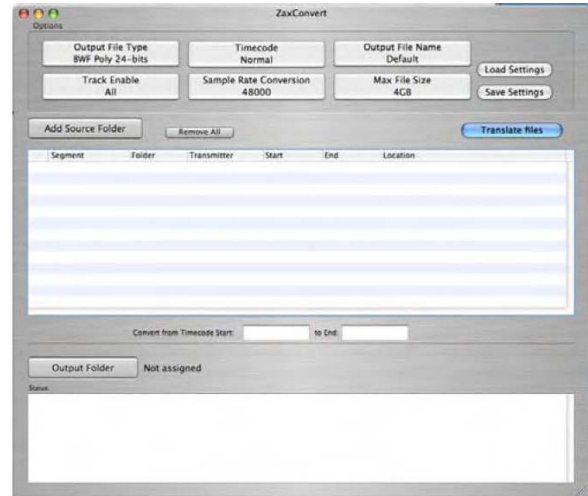 ZaxConvert
Options
Output File Type
BWF Poly 24-bits
Timecode
Normal
Output File Name
Default
Load Settings
Track Enable
All
Sample Rate Conversion
48000
Max File Size
4GB
Save Settings
Add Source Folder
Remove All
Translate files
Segment Folder Transmitter Start End Location
Convert from Timecode Start: to End:
Output Folder Not assigned
Status: